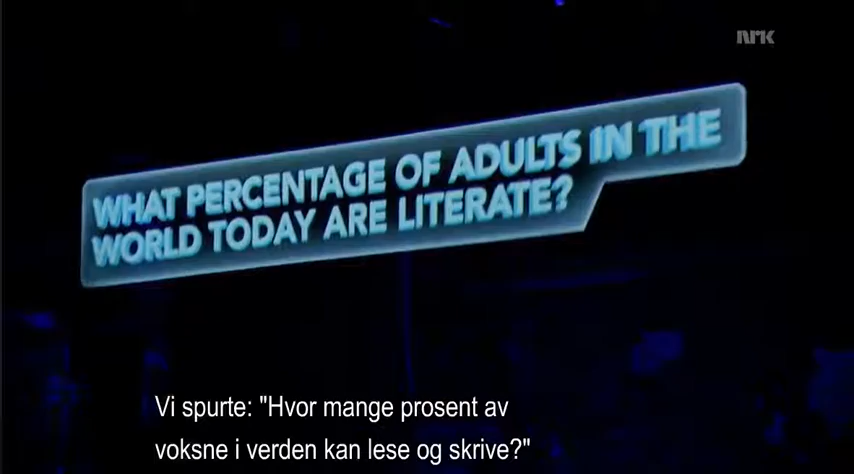 NRK
WHAT PERCENTAGE OF ADULTS IN THE
WORLD TODAY ARE LITERATE?
Vi spurte: "Hvor mange prosent av
voksne i verden kan lese og skrive?"